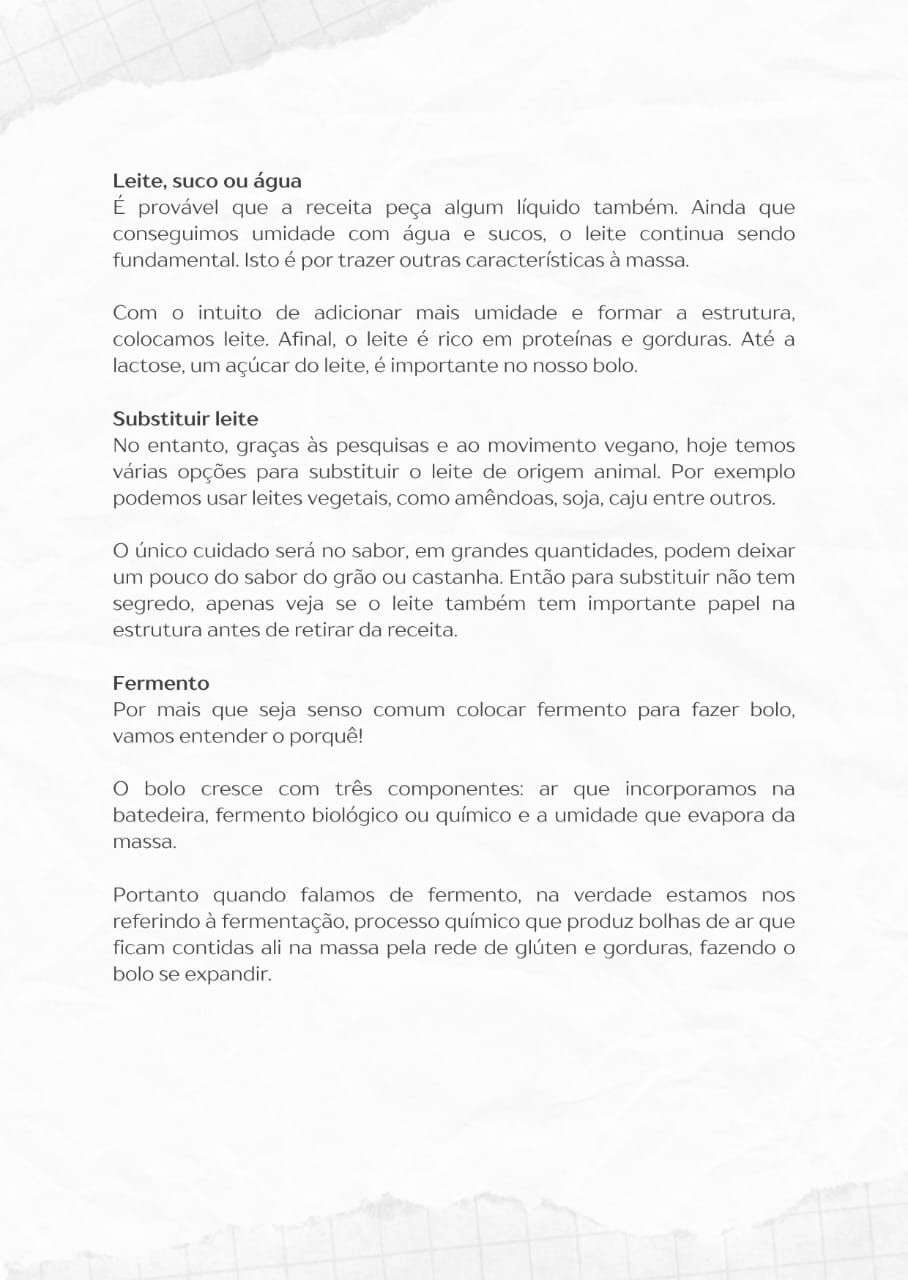 Leite, suco ou água
É provável que a receita peça algum líquido também. Ainda que
conseguimos umidade com água e sucos, o leite continua sendo
fundamental. Isto é por trazer outras características à massa.
Com o intuito de adicionar mais umidade e formar a estrutura,
colocamos leite. Afinal, o leite é rico em proteínas e gorduras. Até a
lactose, um açúcar do leite, é importante no nosso bolo.
Substituir leite
No entanto, graças às pesquisas e ao movimento vegano, hoje temos
várias opções para substituir o leite de origem animal. Por exemplo
podemos usar leites vegetais, como amêndoas, soja, caju entre outros.
O único cuidado será no sabor, em grandes quantidades, podem deixar
um pouco do sabor do grão ou castanha. Então para substituir não tem
segredo, apenas veja se o leite também tem importante papel na
estrutura antes de retirar da receita.
Fermento
Por mais que seja senso comum colocar fermento para fazer bolo,
vamos entender o porquê!
O bolo cresce com três componentes: ar que incorporamos na
batedeira, fermento biológico ou químico e a umidade que evapora da
massa.
Portanto quando falamos de fermento, na verdade estamos nos
referindo à fermentação, processo químico que produz bolhas de ar que
ficam contidas ali na massa pela rede de glúten e gorduras, fazendo o
bolo se expandir.